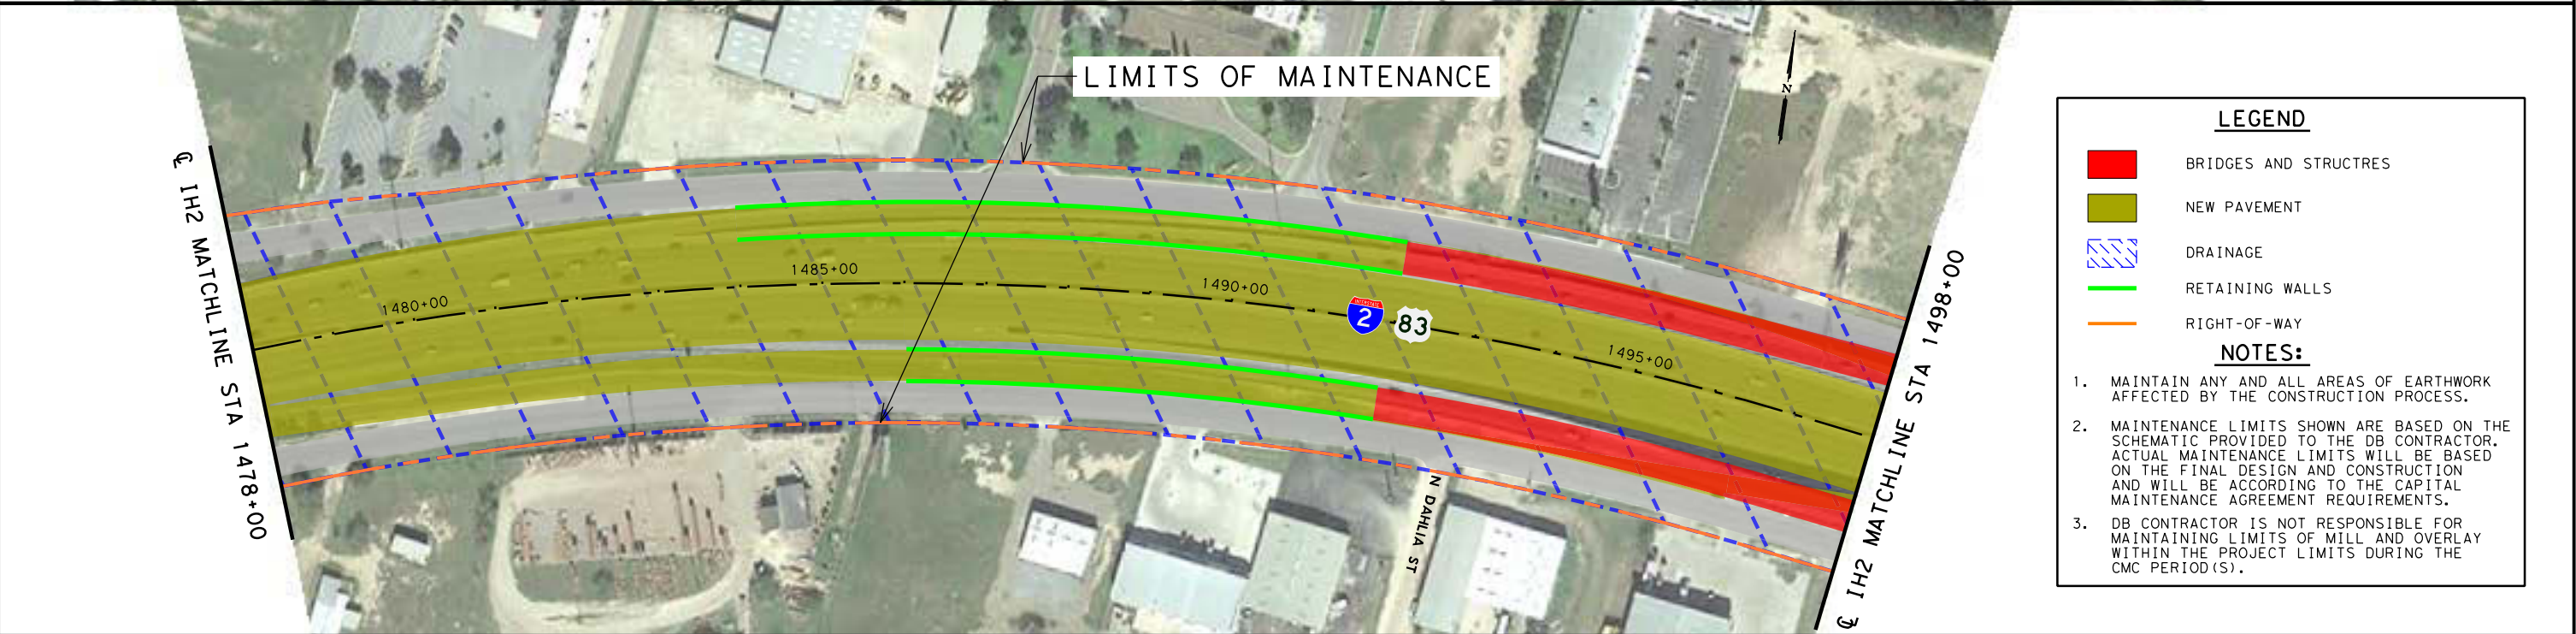 LIMITS OF MAINTENANCE
N
℄ IH2 MATCHLINE STA 1478+00
1480+00
1485+00
1490+00
INTERSTATE
2
83
1495+00
N DAHLIA ST
℄ IH2 MATCHLINE STA 1498+00
LEGEND
BRIDGES AND STRUCTRES
NEW PAVEMENT
DRAINAGE
RETAINING WALLS
RIGHT-OF-WAY
NOTES:
1. MAINTAIN ANY AND ALL AREAS OF EARTHWORK
AFFECTED BY THE CONSTRUCTION PROCESS.
2. MAINTENANCE LIMITS SHOWN ARE BASED ON THE
SCHEMATIC PROVIDED TO THE DB CONTRACTOR.
ACTUAL MAINTENANCE LIMITS WILL BE BASED
ON THE FINAL DESIGN AND CONSTRUCTION
AND WILL BE ACCORDING TO THE CAPITAL
MAINTENANCE AGREEMENT REQUIREMENTS.
3. DB CONTRACTOR IS NOT RESPONSIBLE FOR
MAINTAINING LIMITS OF MILL AND OVERLAY
WITHIN THE PROJECT LIMITS DURING THE
CMC PERIOD(S).